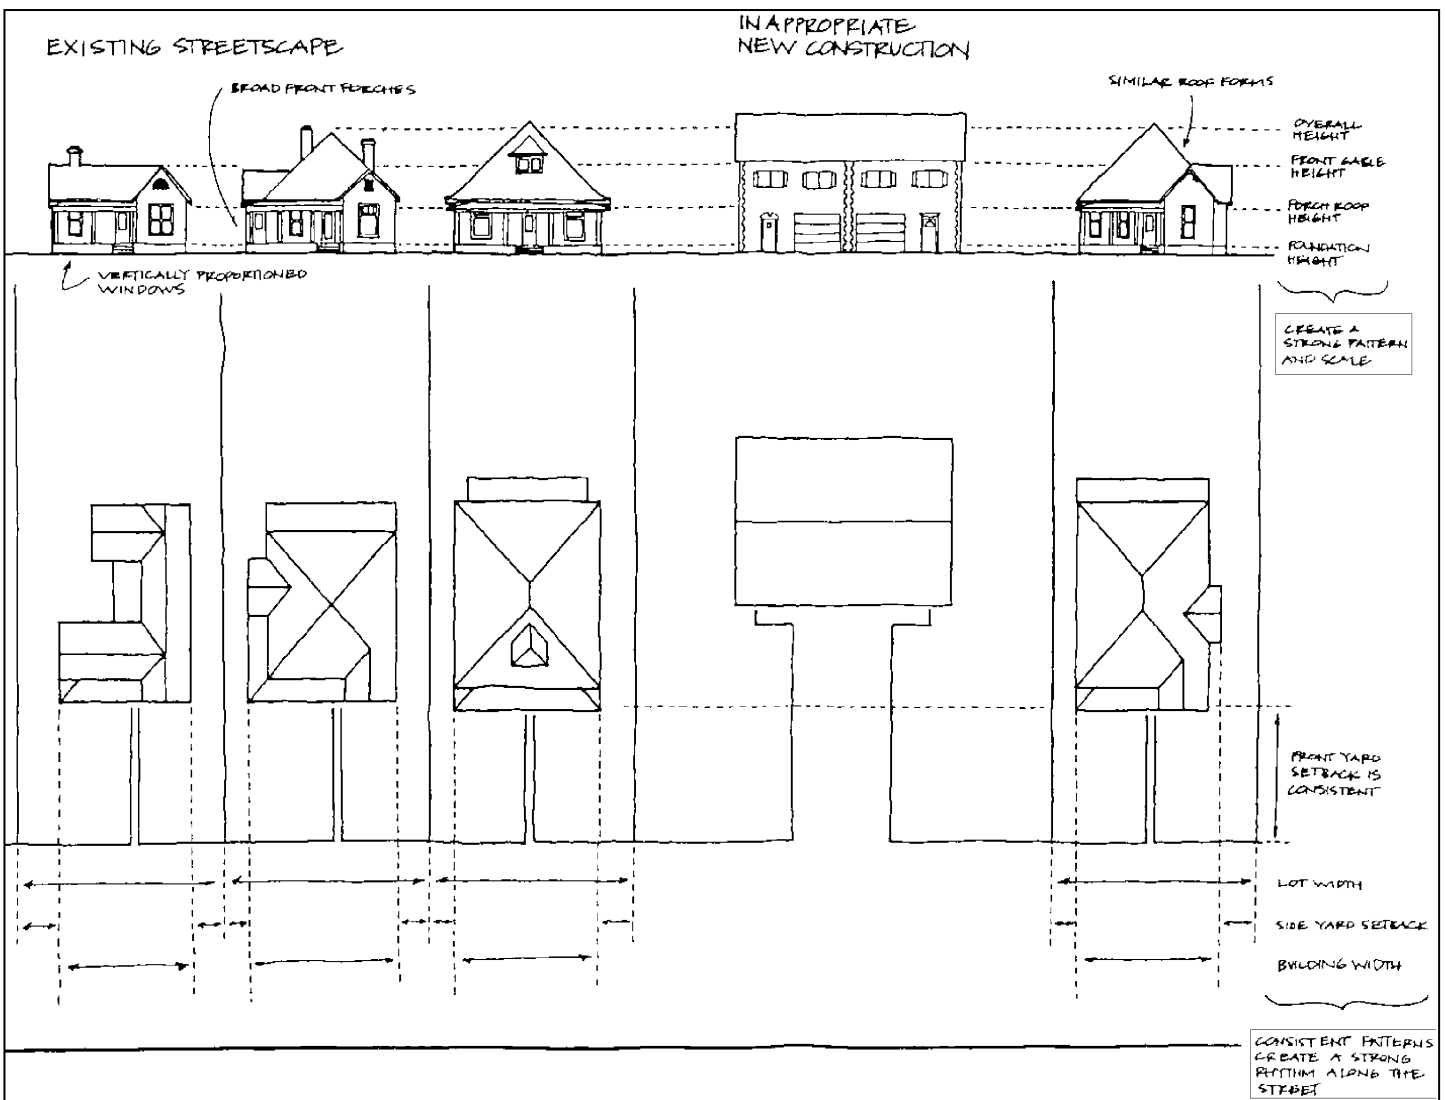 EXISTING STREETSCAPE
INAPPROPRIATE
NEW CONSTRUCTION
BROAD FRONT PORCHES
SIMILAR ROOF FORMS
OVERALL
HEIGHT
FRONT GABLE
HEIGHT
PORCH ROOF
HEIGHT
FOUNDATION
HEIGHT
VERTICALLY PROPORTIONED
WINDOWS
CREATE A
STRONG PATTERN
AND SCALE
FRONT YARD
SETBACK IS
CONSISTENT
LOT WIDTH
SIDE YARD SETBACK
BUILDING WIDTH
CONSISTENT PATTERNS
CREATE A STRONG
RHYTHM ALONG THE
STREET